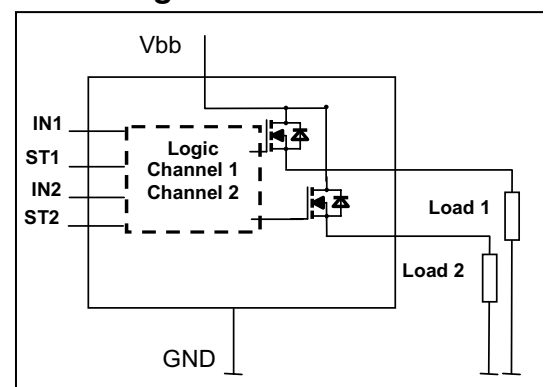 Vbb
IN1
ST1
IN2
ST2
Logic
Channel 1
Channel 2
Load 1
Load 2
GND